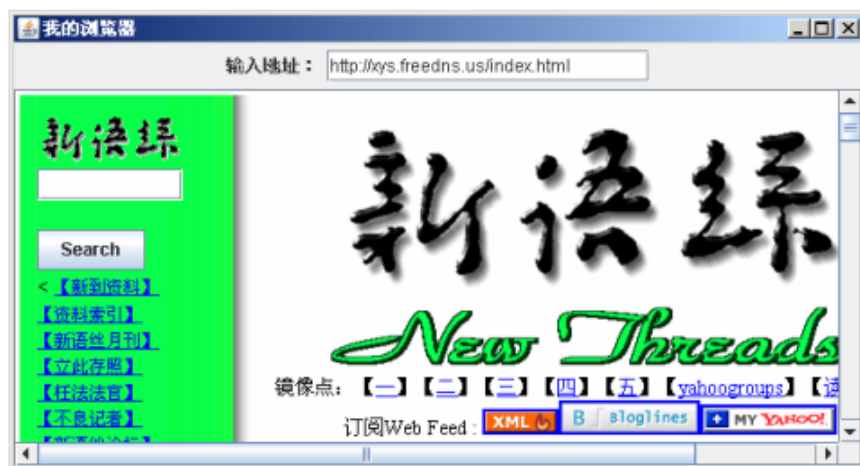 我的浏览器
输入地址： http://xys.freedns.us/index.html
新语丝
Search
<【新到资料】
【资料索引】
【新语丝月刊】
【立此存照】
【枉法法官】
【不良记者】
新语丝
New Threads
镜像点：【一】【二】【三】【四】【五】【yahoogroups】【读
订阅Web Feed : XML B Bloglines + MY YAHOO!